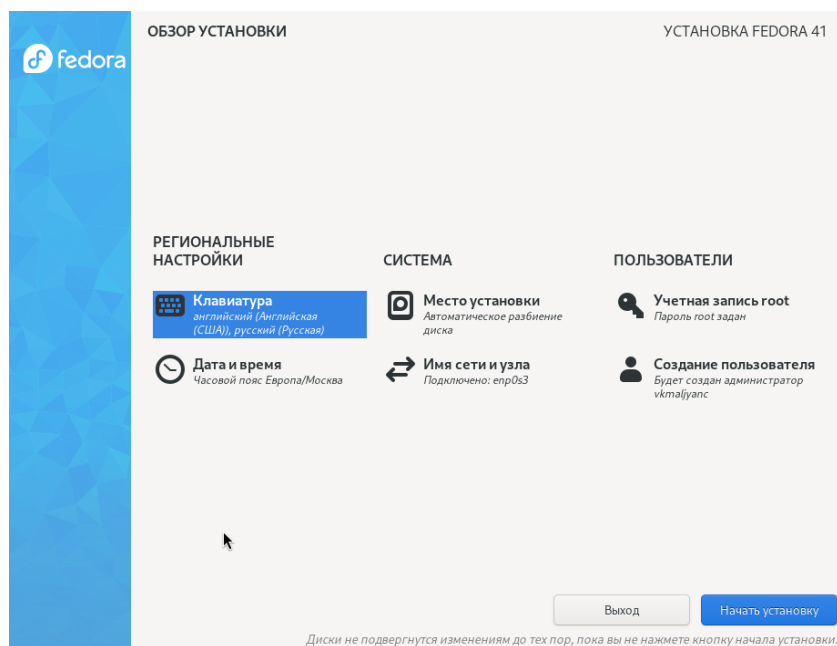 fedora
ОБЗОР УСТАНОВКИ
УСТАНОВКА FEDORA 41
РЕГИОНАЛЬНЫЕ
НАСТРОЙКИ
Клавиатура
английский (Английская
(США)), русский (Русская)
Дата и время
Часовой пояс Европа/Москва
СИСТЕМА
Место установки
Автоматическое разбиение
диска
Имя сети и узла
Подключено: enp0s3
ПОЛЬЗОВАТЕЛИ
Учетная запись root
Пароль root задан
Создание пользователя
Будет создан администратор
vkmaljyanc
Выход
Начать установку
Диски не подвергнутся изменениям до тех пор, пока вы не нажмете кнопку начала установки.